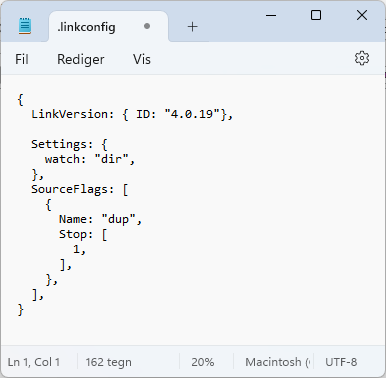 .linkconfig
Fil Rediger Vis
{
  LinkVersion: { ID: "4.0.19"},

  Settings: {
    watch: "dir",
  },
  SourceFlags: [
    {
      Name: "dup",
      Stop: [
        1,
      ],
    },
  ],
}
Ln 1, Col 1 162 tegn 20% Macintosh ( UTF-8